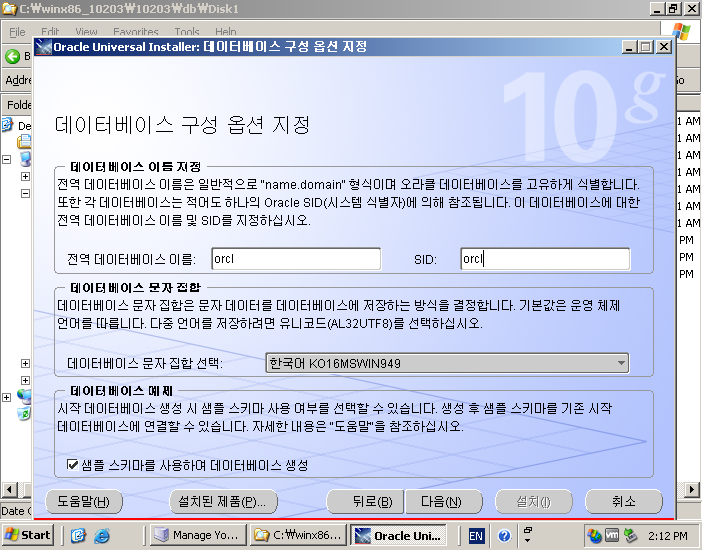 C:₩winx86_10203₩10203₩db₩Disk1
File Edit View Favorites Tools Help
Oracle Universal Installer: 데이터베이스 구성 옵션 지정
10g
데이터베이스 구성 옵션 지정
데이터베이스 이름 지정
전역 데이터베이스 이름은 일반적으로 "name.domain" 형식이며 오라클 데이터베이스를 고유하게 식별합니다.
또한 각 데이터베이스는 적어도 하나의 Oracle SID(시스템 식별자)에 의해 참조됩니다. 이 데이터베이스에 대한
전역 데이터베이스 이름 및 SID를 지정하십시오.
전역 데이터베이스 이름: orcl SID: orcl
데이터베이스 문자 집합
데이터베이스 문자 집합은 문자 데이터를 데이터베이스에 저장하는 방식을 결정합니다. 기본값은 운영 체제
언어를 따릅니다. 다중 언어를 저장하려면 유니코드(AL32UTF8)를 선택하십시오.
데이터베이스 문자 집합 선택: 한국어 KO16MSWIN949
데이터베이스 예제
시작 데이터베이스 생성 시 샘플 스키마 사용 여부를 선택할 수 있습니다. 생성 후 샘플 스키마를 기존 시작
데이터베이스에 연결할 수 있습니다. 자세한 내용은 "도움말"을 참조하십시오.
샘플 스키마를 사용하여 데이터베이스 생성
도움말(H) 설치된 제품(P)... 뒤로(B) 다음(N) 설치(I) 취소
Start Manage Yo... C:₩winx86... Oracle Uni... EN 2:12 PM